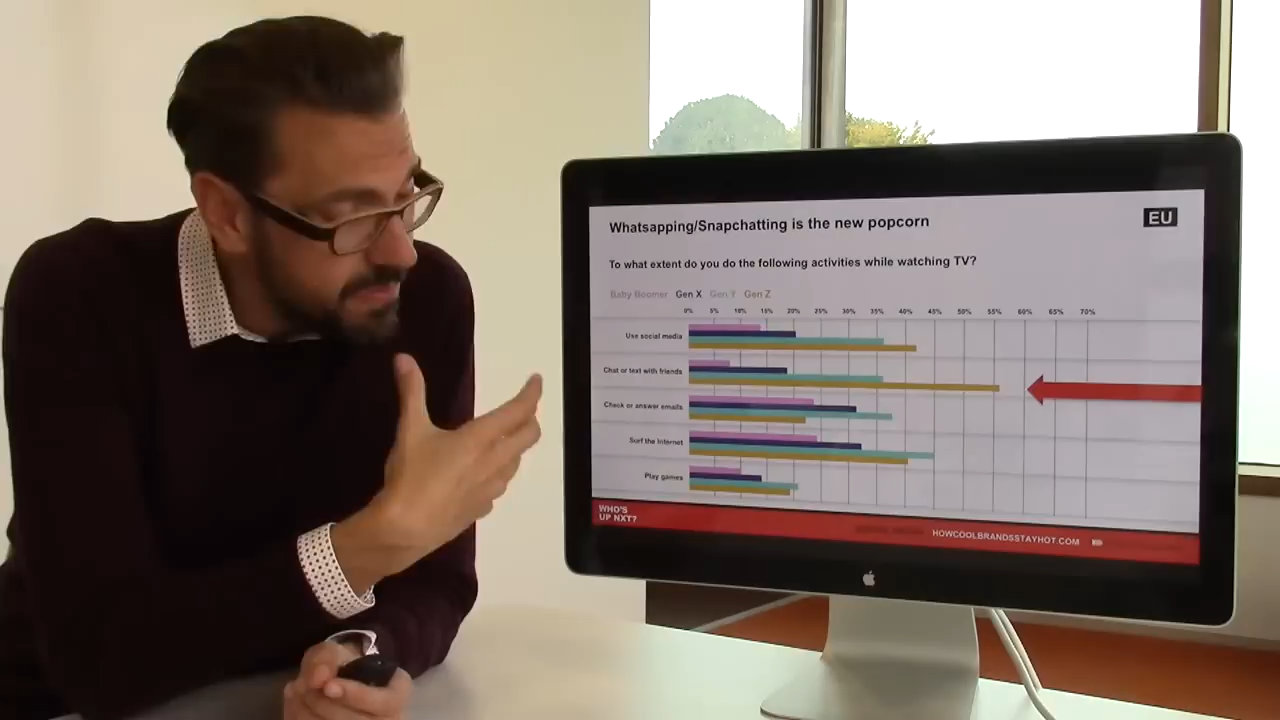 Whatsapping/Snapchatting is the new popcorn
EU
To what extent do you do the following activities while watching TV?
Baby Boomer Gen X Gen Y Gen Z
0% 5% 10% 15% 20% 25% 30% 35% 40% 45% 50% 55% 60% 65% 70%
Use social media
Chat or text with friends
Check or answer emails
Surf the Internet
Play games
WHO'S
UP NXT?
HOWCOOLBRANDSSTAYHOT.COM